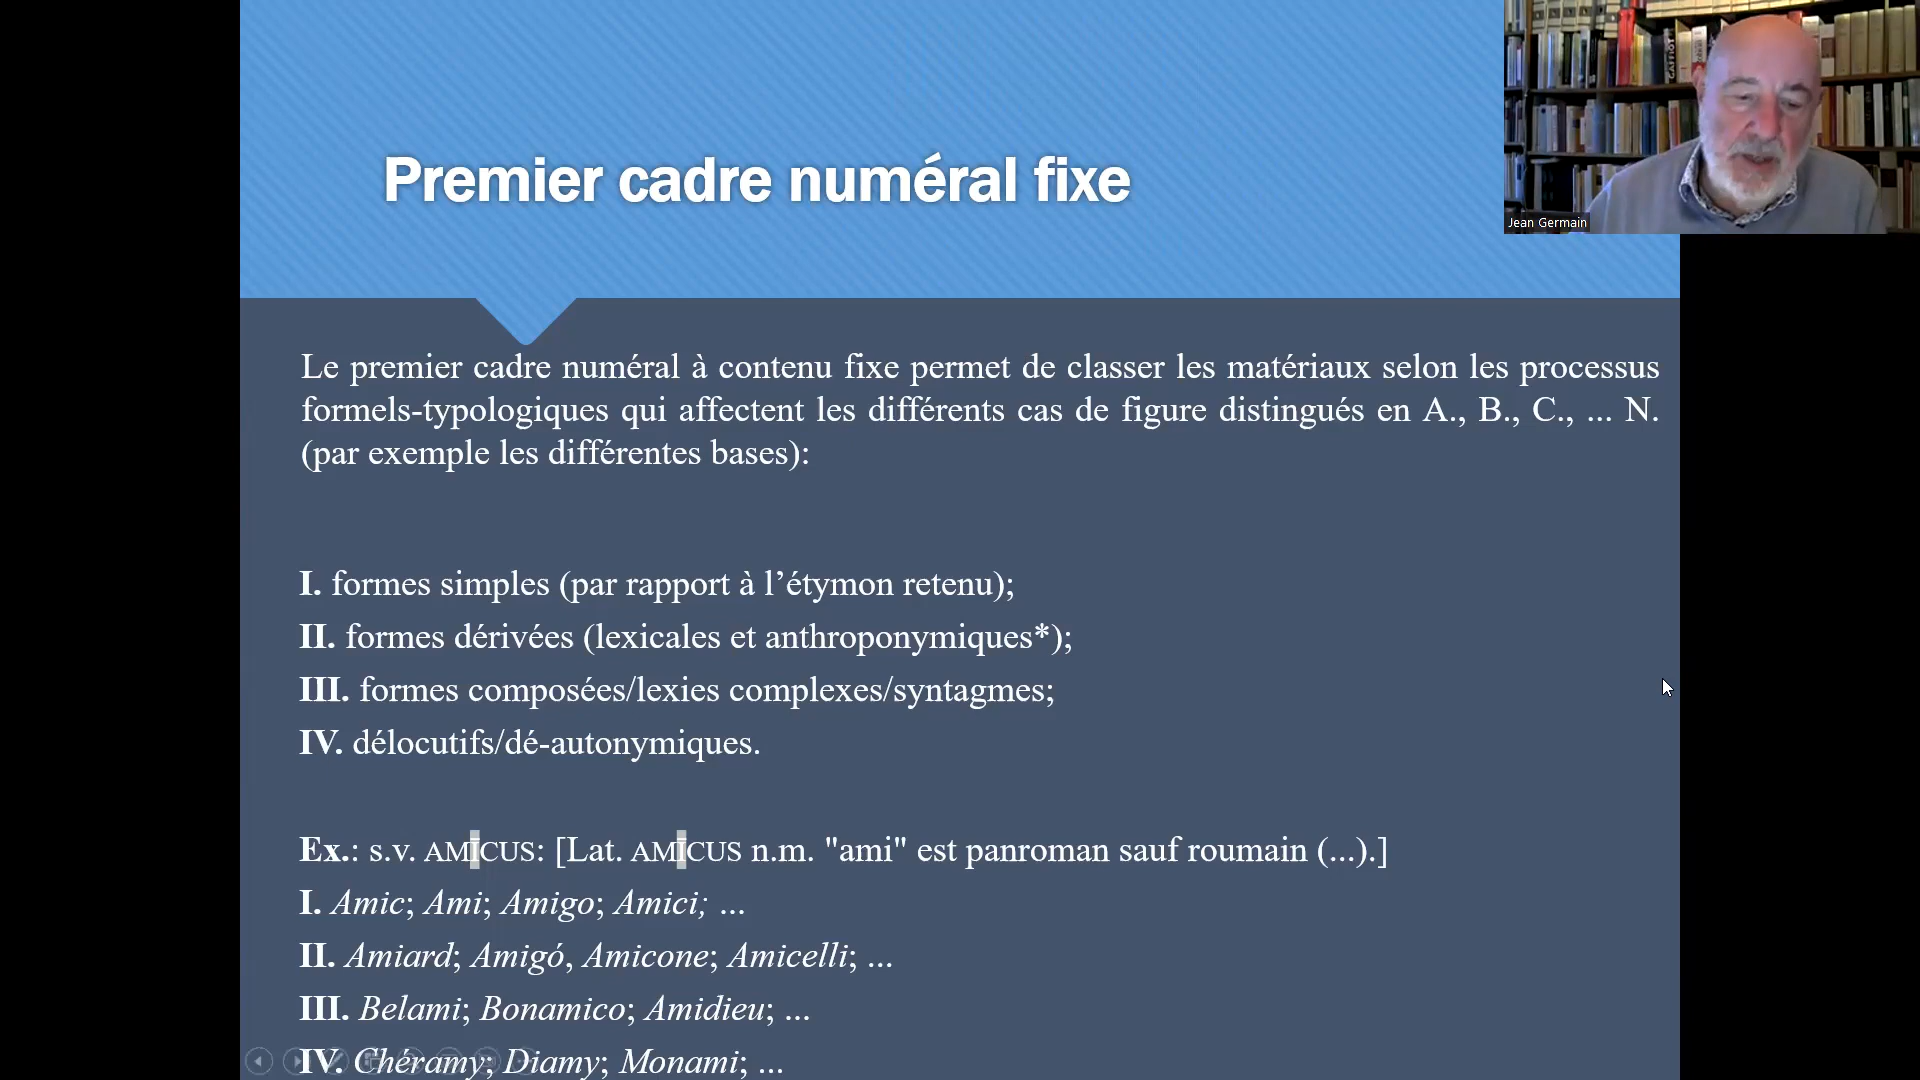 Premier cadre numéral fixe
Jean Germain
Le premier cadre numéral à contenu fixe permet de classer les matériaux selon les processus
formels-typologiques qui affectent les différents cas de figure distingués en A., B., C., ... N.
(par exemple les différentes bases):
I. formes simples (par rapport à l’étymon retenu);
II. formes dérivées (lexicales et anthroponymiques*);
III. formes composées/lexies complexes/syntagmes;
IV. délocutifs/dé-autonymiques.
Ex.: s.v. AMĪCUS: [Lat. AMĪCUS n.m. "ami" est panroman sauf roumain (...).]
I. Amic; Ami; Amigo; Amici; ...
II. Amiard; Amigó, Amicone; Amicelli; ...
III. Belami; Bonamico; Amidieu; ...
IV. Chéramy; Diamy; Monami; ...